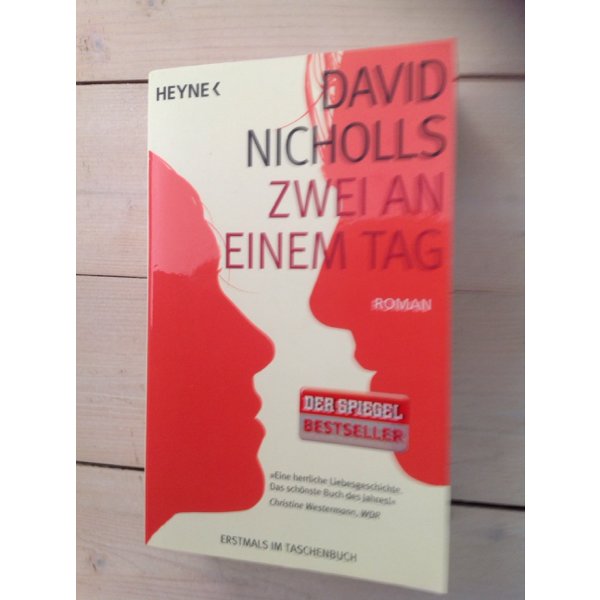 HEYNE<
DAVID
NICHOLLS
ZWEI AN
EINEM TAG
ROMAN
DER SPIEGEL
BESTSELLER
»Eine herrliche Liebesgeschichte.
Das schönste Buch des Jahres!«
Christine Westermann, WDR
ERSTMALS IM TASCHENBUCH